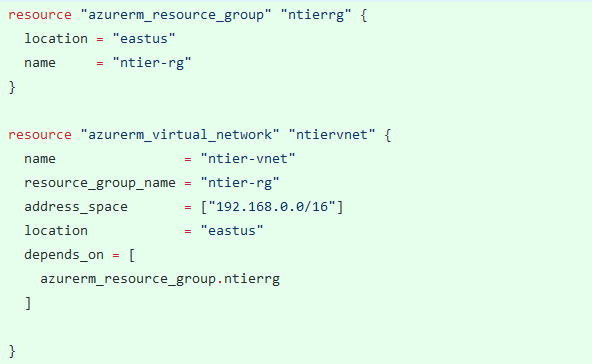 resource "azurerm_resource_group" "ntierrg" {
  location = "eastus"
  name     = "ntier-rg"
}

resource "azurerm_virtual_network" "ntiervnet" {
  name                = "ntier-vnet"
  resource_group_name = "ntier-rg"
  address_space       = ["192.168.0.0/16"]
  location            = "eastus"
  depends_on = [
    azurerm_resource_group.ntierrg
  ]

}